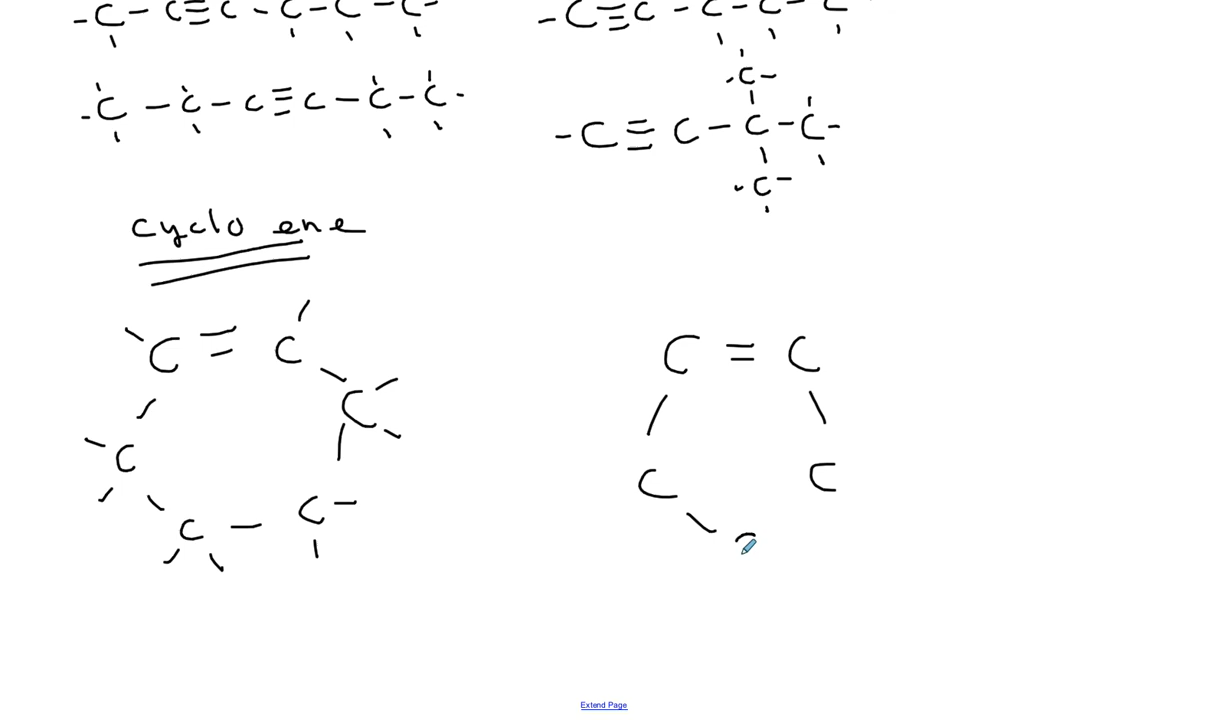 - C - C ≡ C - C - C - C -
- C ≡ C - C - C - C
- C -
- C - C - C ≡ C - C - C -
- C ≡ C - C - C -
- C -
cyclo ene
C = C
C = C
C
C
C
C
C
C - C -
Extend Page